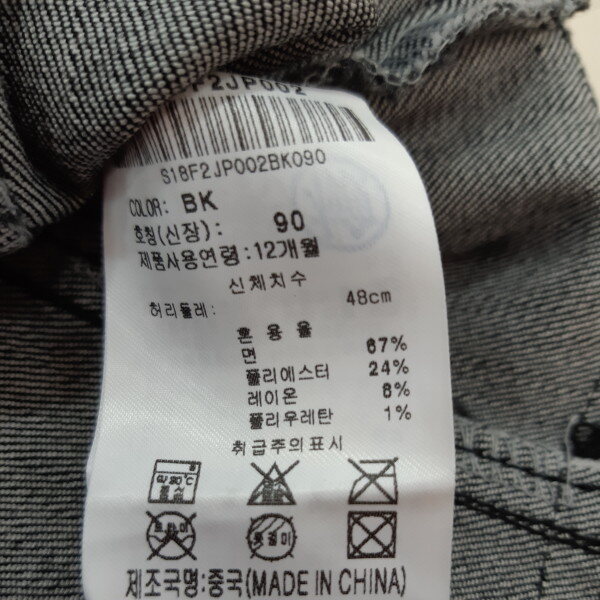 F2JP002
S18F2JP002BK090
COLOR: BK
호칭(신장): 90
제품사용연령:12개월
신체치수
허리둘레: 48cm
혼용율
면 67%
폴리에스터 24%
레이온 8%
폴리우레탄 1%
취급주의표시
제조국명:중국(MADE IN CHINA)